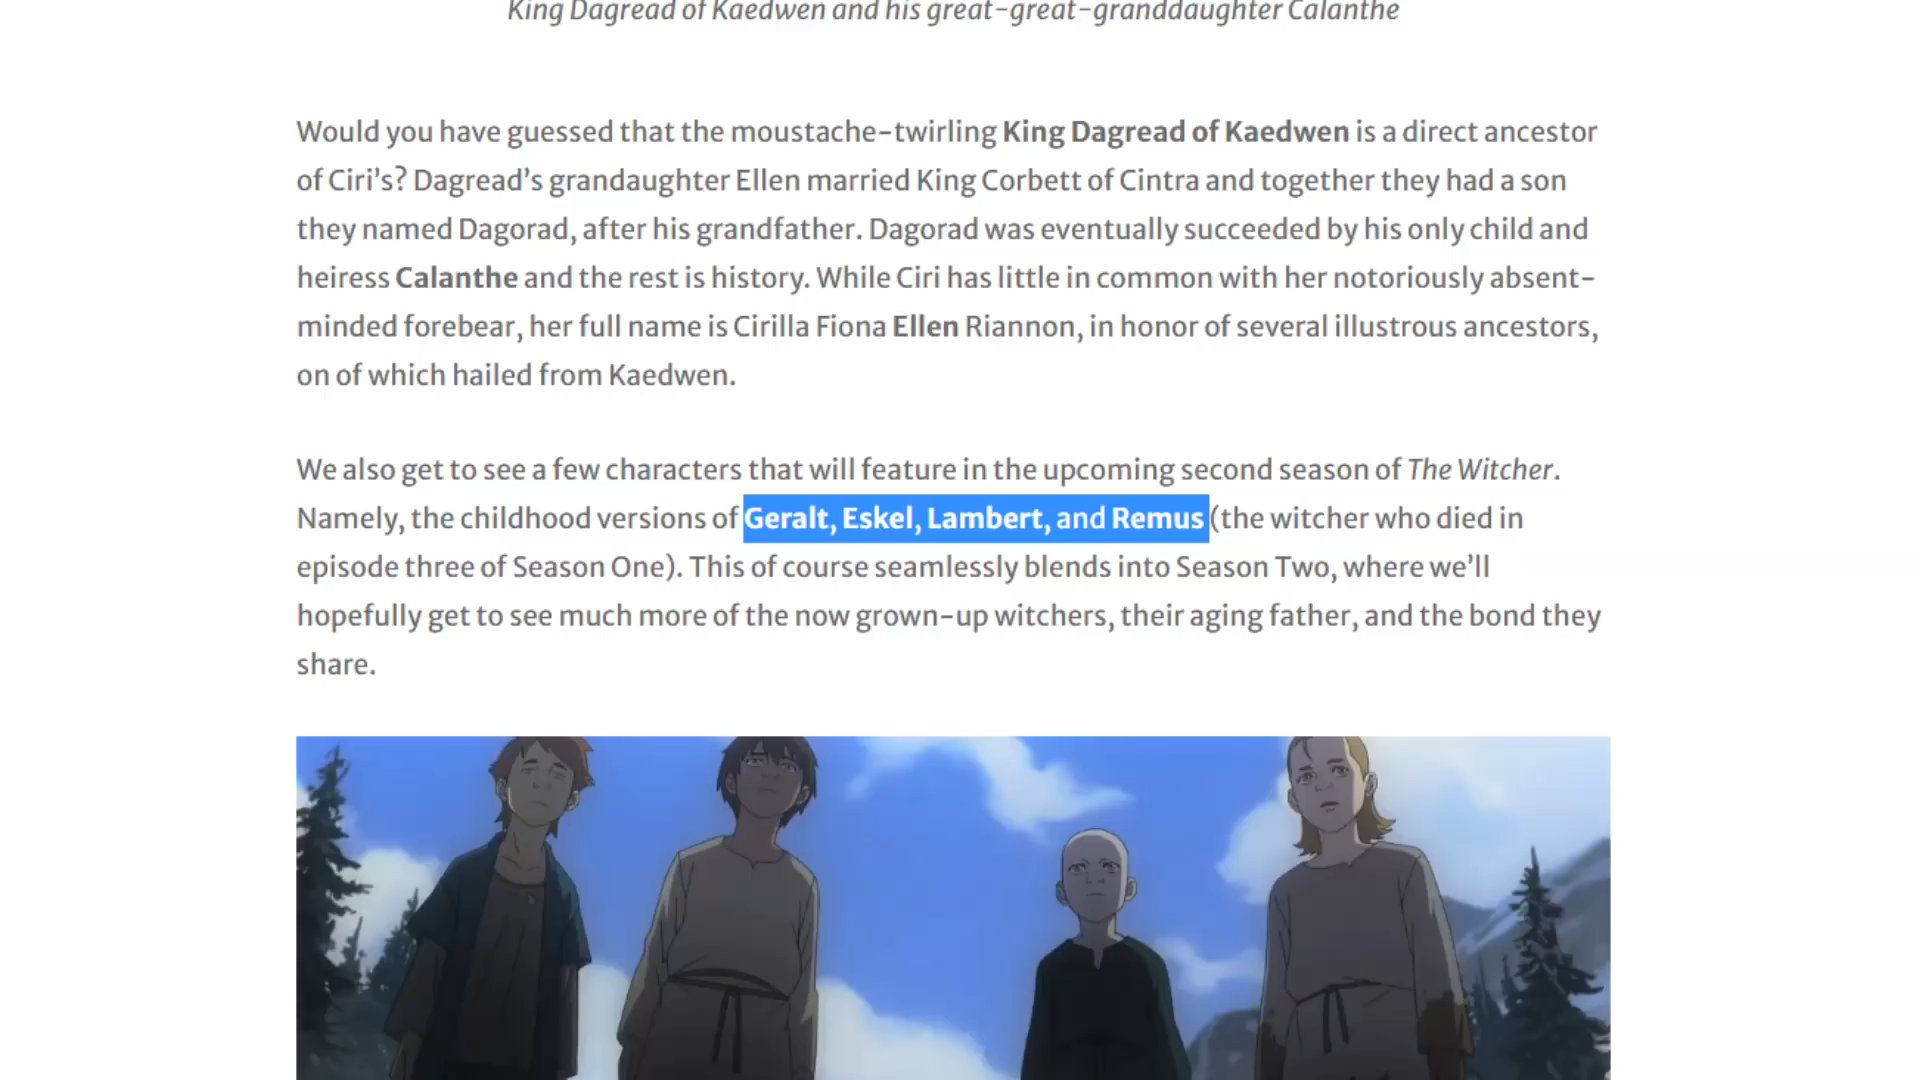 King Dagread of Kaedwen and his great-great-granddaughter Calanthe
Would you have guessed that the moustache-twirling King Dagread of Kaedwen is a direct ancestor
of Ciri's? Dagread's grandaughter Ellen married King Corbett of Cintra and together they had a son
they named Dagorad, after his grandfather. Dagorad was eventually succeeded by his only child and
heiress Calanthe and the rest is history. While Ciri has little in common with her notoriously absent-
minded forebear, her full name is Cirilla Fiona Ellen Riannon, in honor of several illustrous ancestors,
on of which hailed from Kaedwen.
We also get to see a few characters that will feature in the upcoming second season of The Witcher.
Namely, the childhood versions of Geralt, Eskel, Lambert, and Remus (the witcher who died in
episode three of Season One). This of course seamlessly blends into Season Two, where we'll
hopefully get to see much more of the now grown-up witchers, their aging father, and the bond they
share.